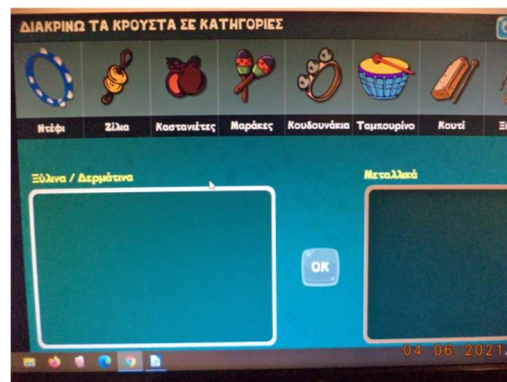 ΔΙΑΚΡΙΝΩ ΤΑ ΚΡΟΥΣΤΑ ΣΕ ΚΑΤΗΓΟΡΙΕΣ
Ντέφι Ζίλια Καστανιέτες Μαράκες Κουδουνάκια Ταμπουρίνο Κουτί
Ξύλινα / Δερμάτινα Μεταλλικά
OK
04 06 2021